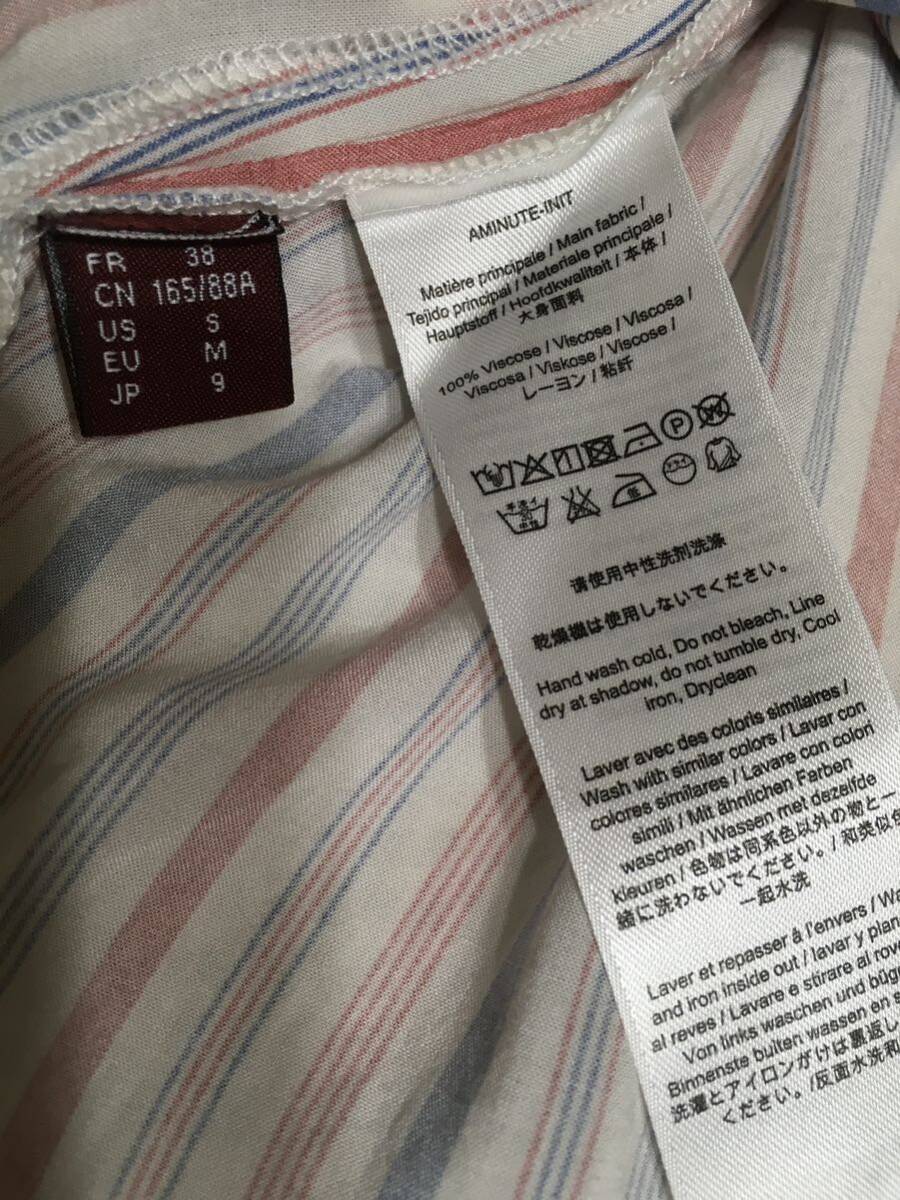 FR 38
CN 165/88A
US S
EU M
JP 9
AMINUTE-INIT
Matière principale / Main fabric /
Tejido principal / Materiale principale /
Hauptstoff / Hoofdkwaliteit / 本体 /
大身面料
100% Viscose / Viscose / Viscosa /
Viscosa / Viskose / Viscose /
レーヨン / 粘纤
P
中性
请使用中性洗剂洗涤
乾燥機は使用しないでください。
Hand wash cold, Do not bleach, Line
dry at shadow, do not tumble dry, Cool
iron, Dryclean
Laver avec des coloris similaires /
Wash with similar colors / Lavar con
colores similares / Lavare con colori
simili / Mit ähnlichen Farben
waschen / Wassen met dezelfde
kleuren / 色物は同系色以外の物と一
緒に洗わないでください。/ 和类似色
一起水洗
Laver et repasser à l'envers / Wa
and iron inside out / lavar y plan
al reves / Lavare e stirare al rove
Von links waschen und büg
Binnenste buiten wassen en s
洗濯とアイロンがけは裏返し
ください。/反面水洗和